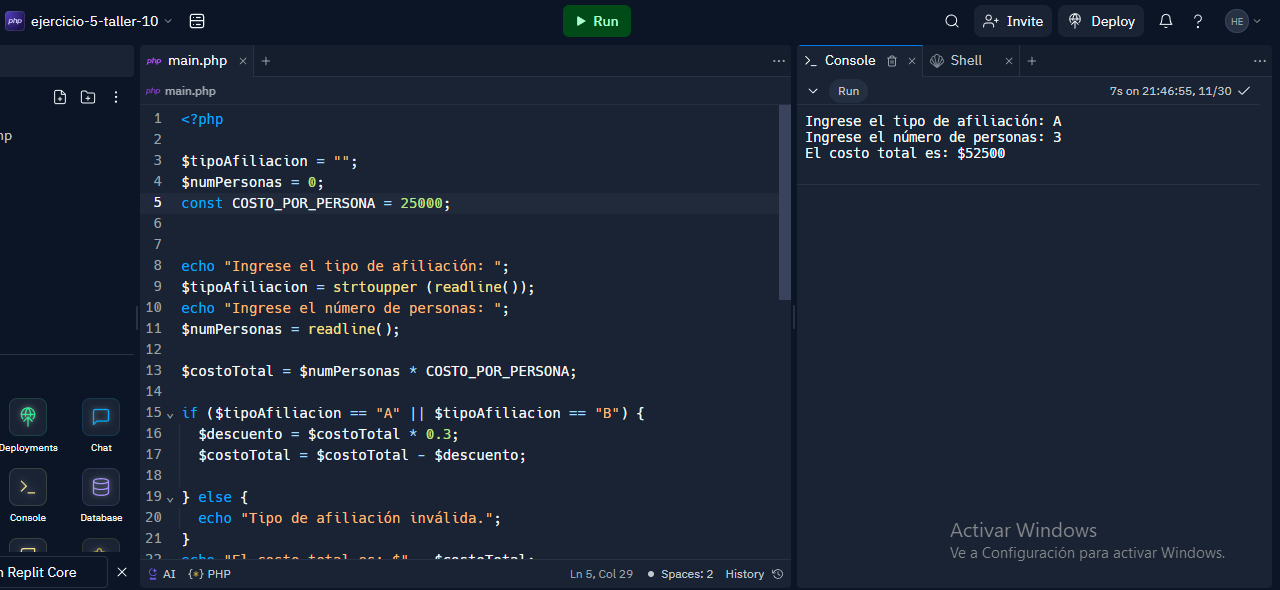 php ejercicio-5-taller-10
Run
Invite
Deploy
?
HE
php main.php × +
php main.php
1 <?php
2
3 $tipoAfiliacion = "";
4 $numPersonas = 0;
5 const COSTO_POR_PERSONA = 25000;
6
7
8 echo "Ingrese el tipo de afiliación: ";
9 $tipoAfiliacion = strtoupper (readline());
10 echo "Ingrese el número de personas: ";
11 $numPersonas = readline();
12
13 $costoTotal = $numPersonas * COSTO_POR_PERSONA;
14
15 if ($tipoAfiliacion == "A" || $tipoAfiliacion == "B") {
16 $descuento = $costoTotal * 0.3;
17 $costoTotal = $costoTotal - $descuento;
18
19 } else {
20 echo "Tipo de afiliación inválida.";
21 }
np
Deployments
Chat
Console
Database
n Replit Core ×
AI {•} PHP
Ln 5, Col 29 • Spaces: 2 History
>_ Console × Shell × +
Run
7s on 21:46:55, 11/30
Ingrese el tipo de afiliación: A
Ingrese el número de personas: 3
El costo total es: $52500
Activar Windows
Ve a Configuración para activar Windows.